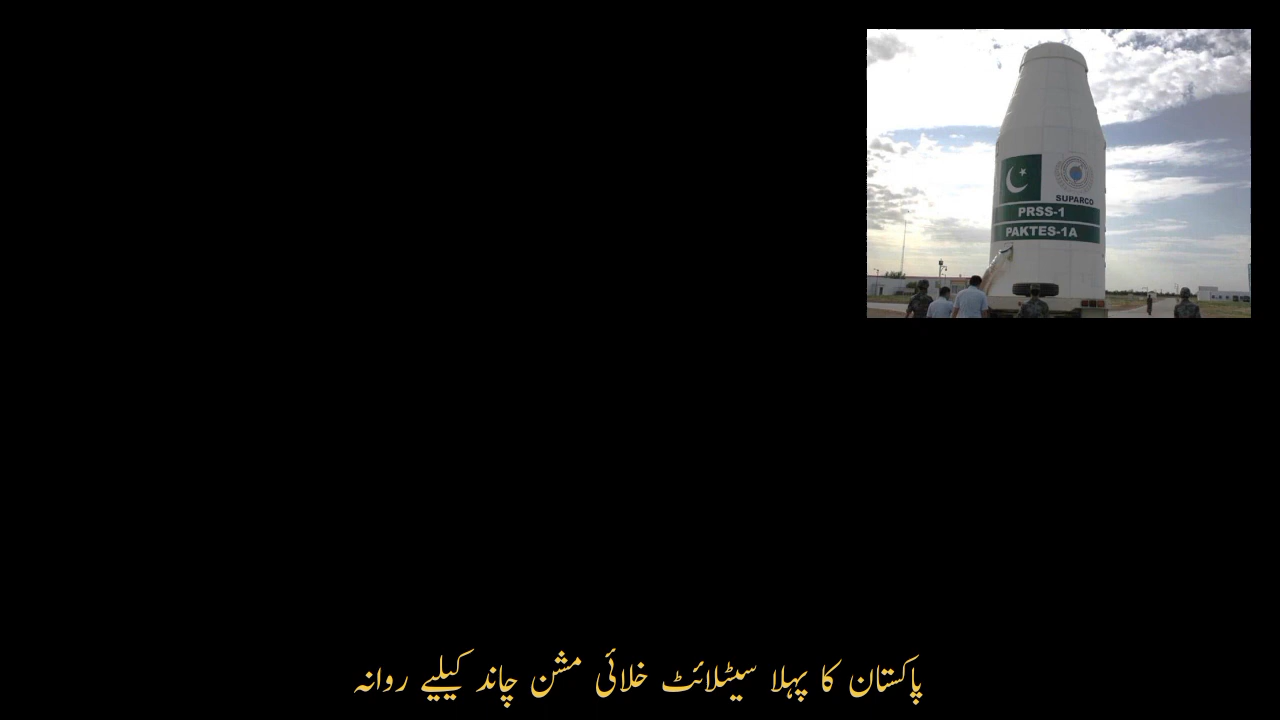 SUPARCO
PRSS-1
PAKTES-1A
پاکستان کا پہلا سیٹلائٹ خلائی مشن چاند کیلیے روانہ